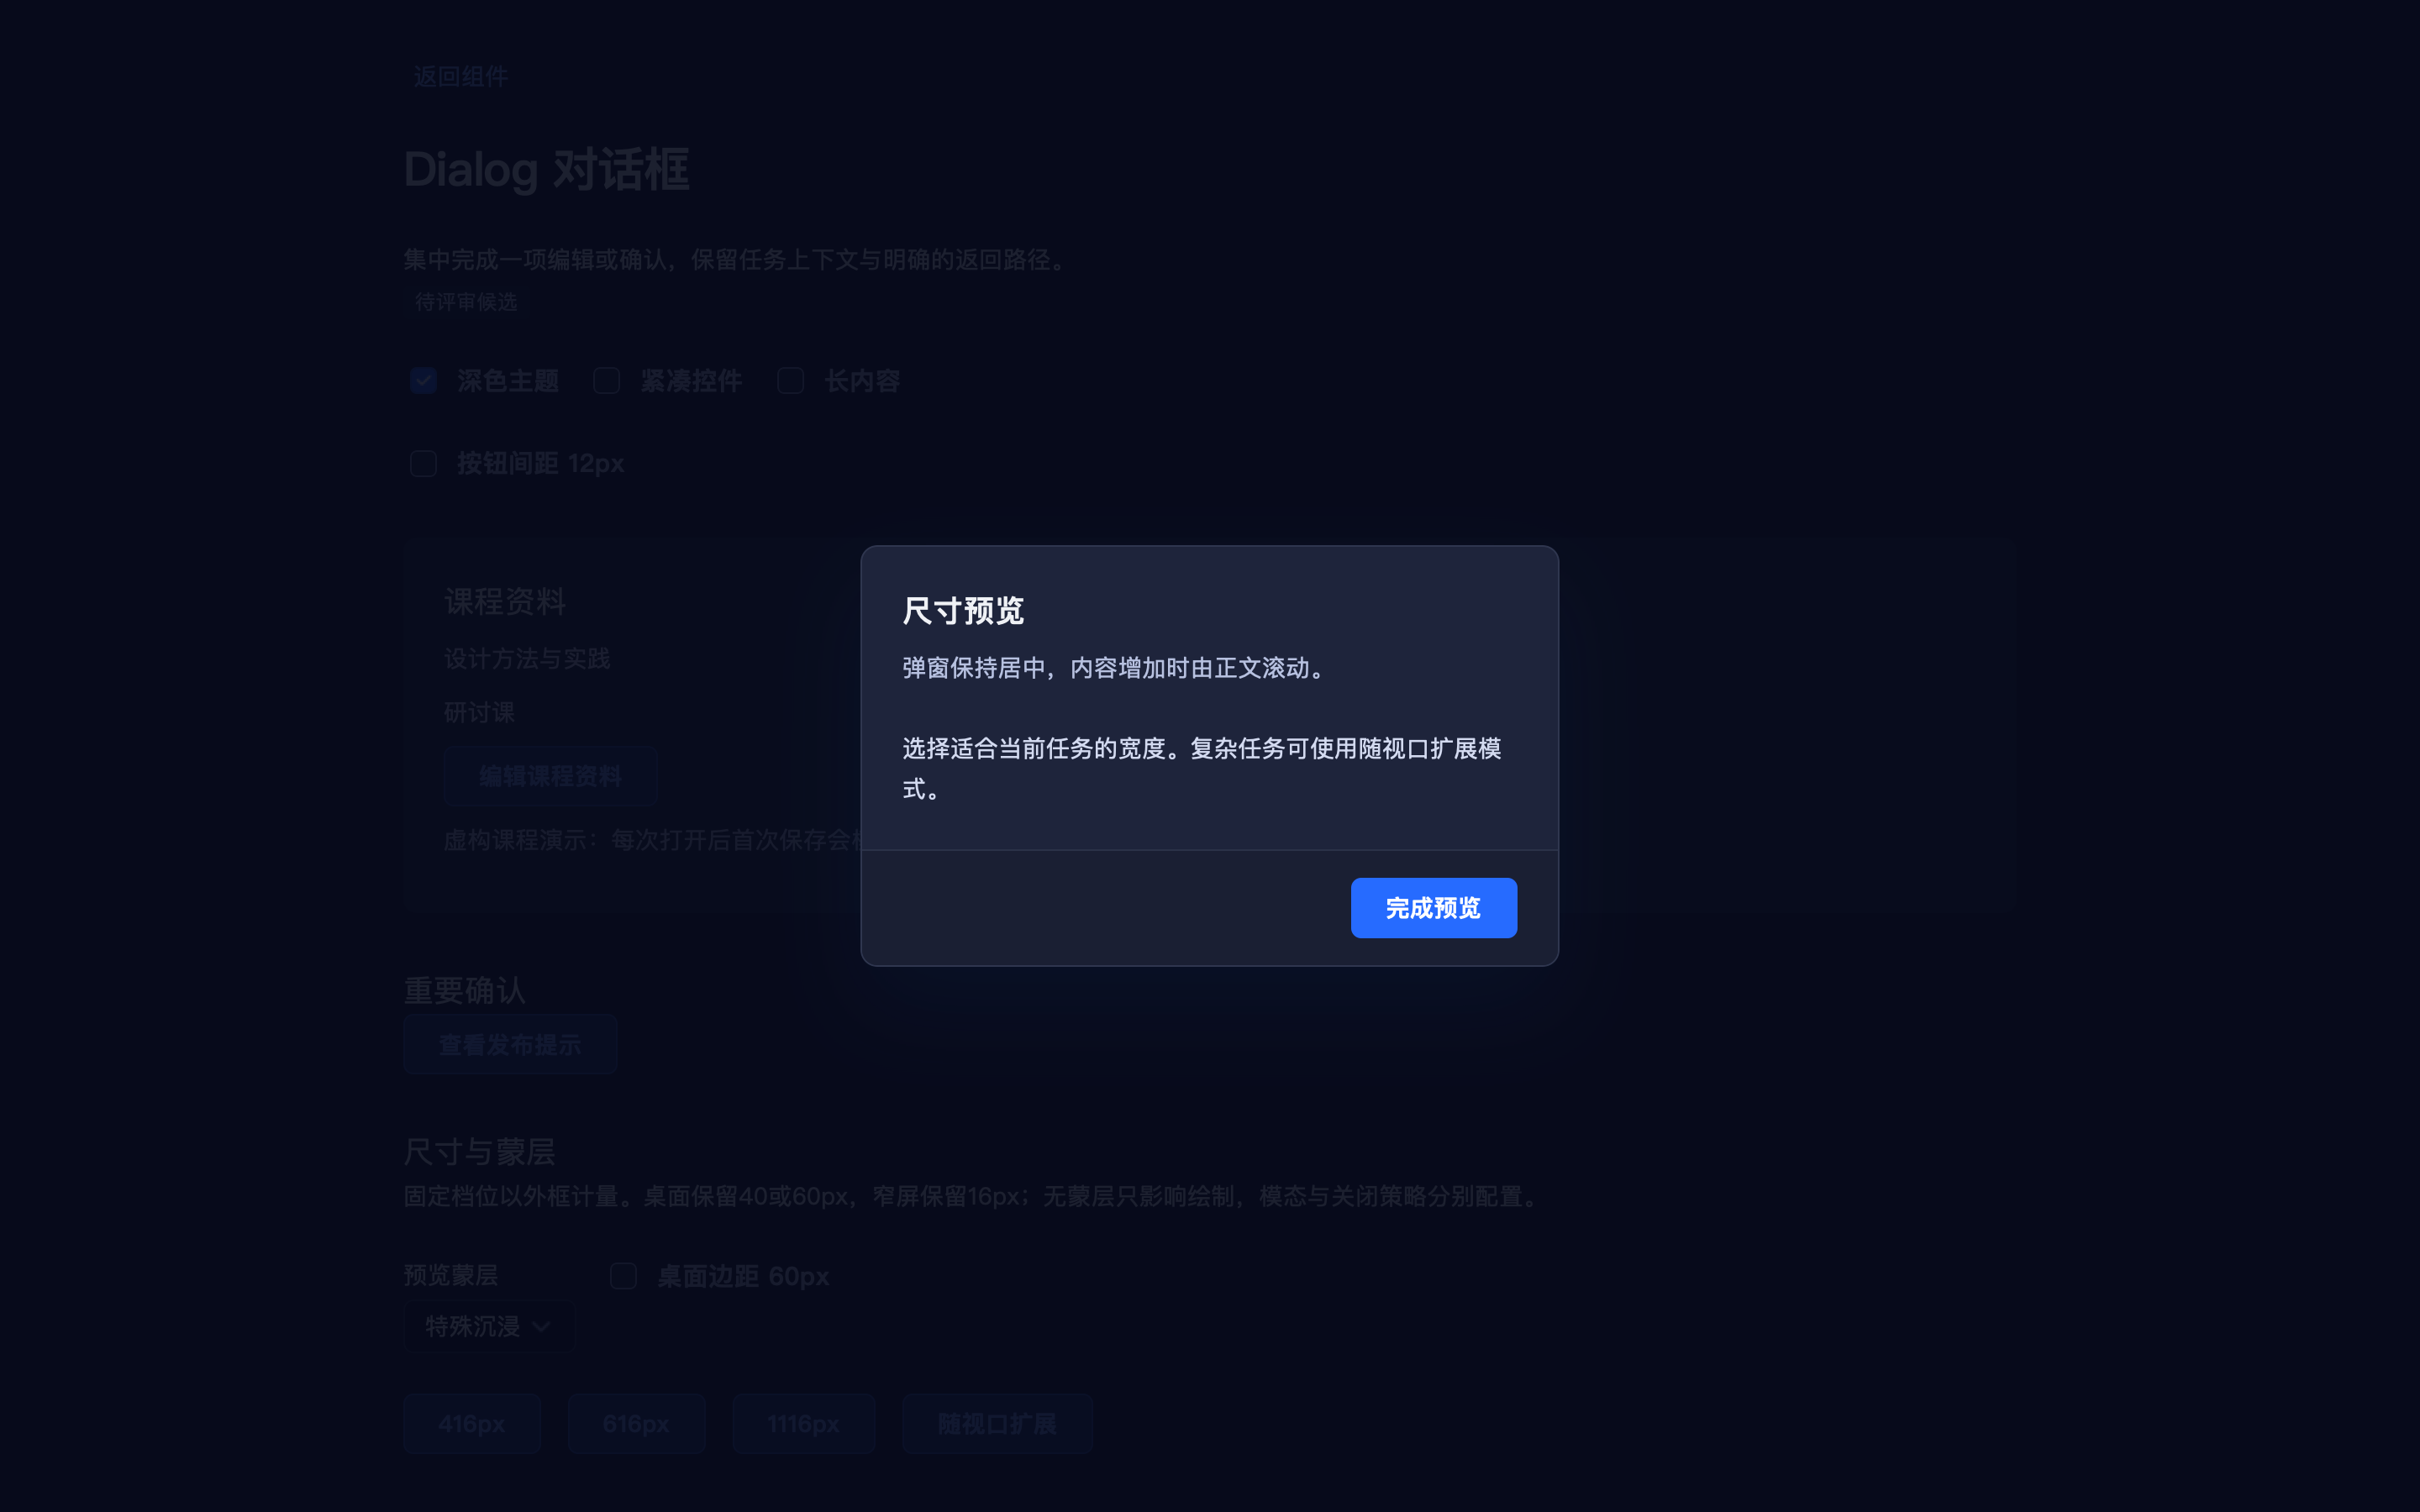 返回组件
Dialog 对话框
集中完成一项编辑或确认，保留任务上下文与明确的返回路径。
待评审候选
深色主题 紧凑控件 长内容
按钮间距 12px
课程资料
设计方法与实践
研讨课
编辑课程资料
虚构课程演示：每次打开后首次保存会
尺寸预览
弹窗保持居中，内容增加时由正文滚动。
选择适合当前任务的宽度。复杂任务可使用随视口扩展模
式。
完成预览
重要确认
查看发布提示
尺寸与蒙层
固定档位以外框计量。桌面保留40或60px，窄屏保留16px；无蒙层只影响绘制，模态与关闭策略分别配置。
预览蒙层 桌面边距 60px
特殊沉浸
416px 616px 1116px 随视口扩展